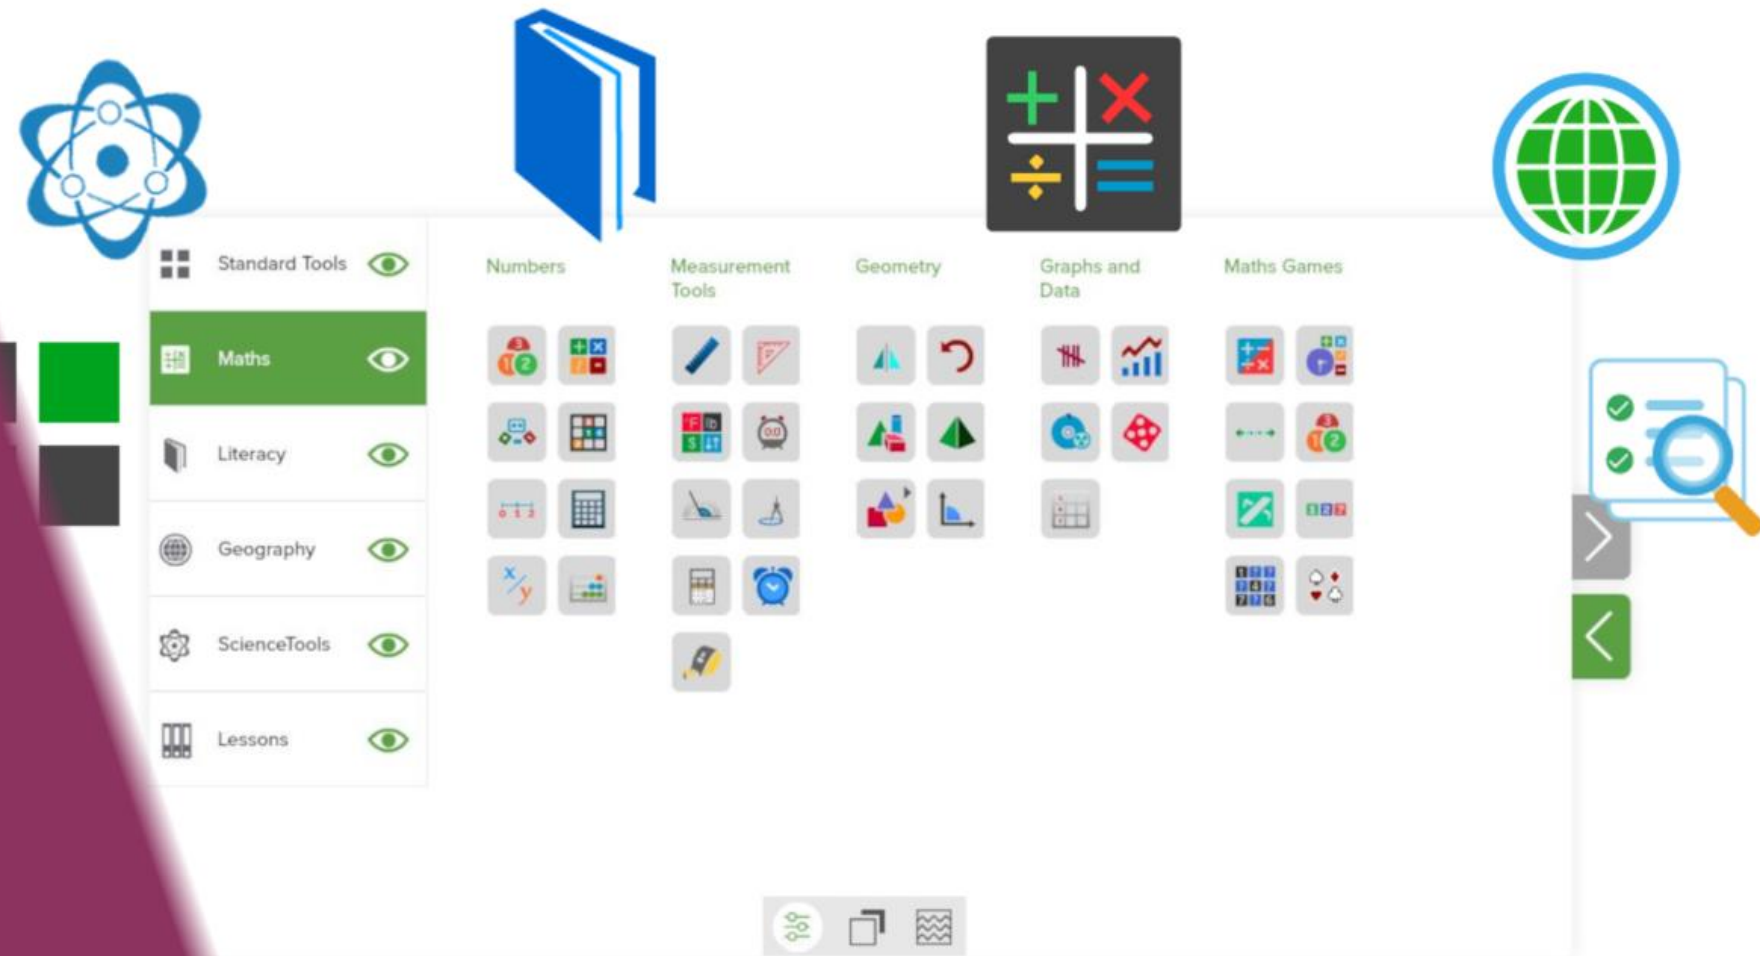 Standard Tools
Maths
Literacy
Geography
ScienceTools
Lessons
Numbers
Measurement
Tools
Geometry
Graphs and
Data
Maths Games